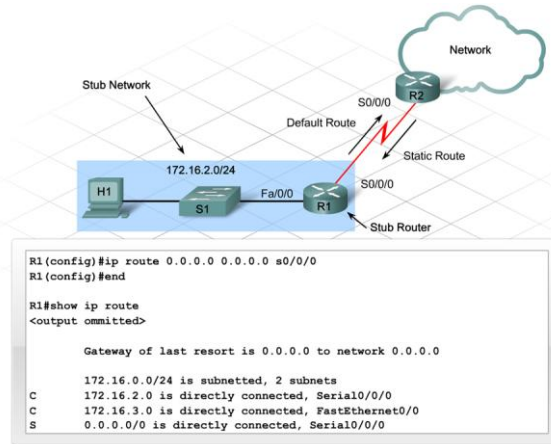 Network
Stub Network
R2
S0/0/0
Default Route
Static Route
172.16.2.0/24
S0/0/0
H1
Fa/0/0
S1
R1
Stub Router
R1(config)#ip route 0.0.0.0 0.0.0.0 s0/0/0
R1(config)#end
R1#show ip route
<output ommitted>
Gateway of last resort is 0.0.0.0 to network 0.0.0.0
172.16.0.0/24 is subnetted, 2 subnets
C 172.16.2.0 is directly connected, Serial0/0/0
C 172.16.3.0 is directly connected, FastEthernet0/0
S 0.0.0.0/0 is directly connected, Serial0/0/0